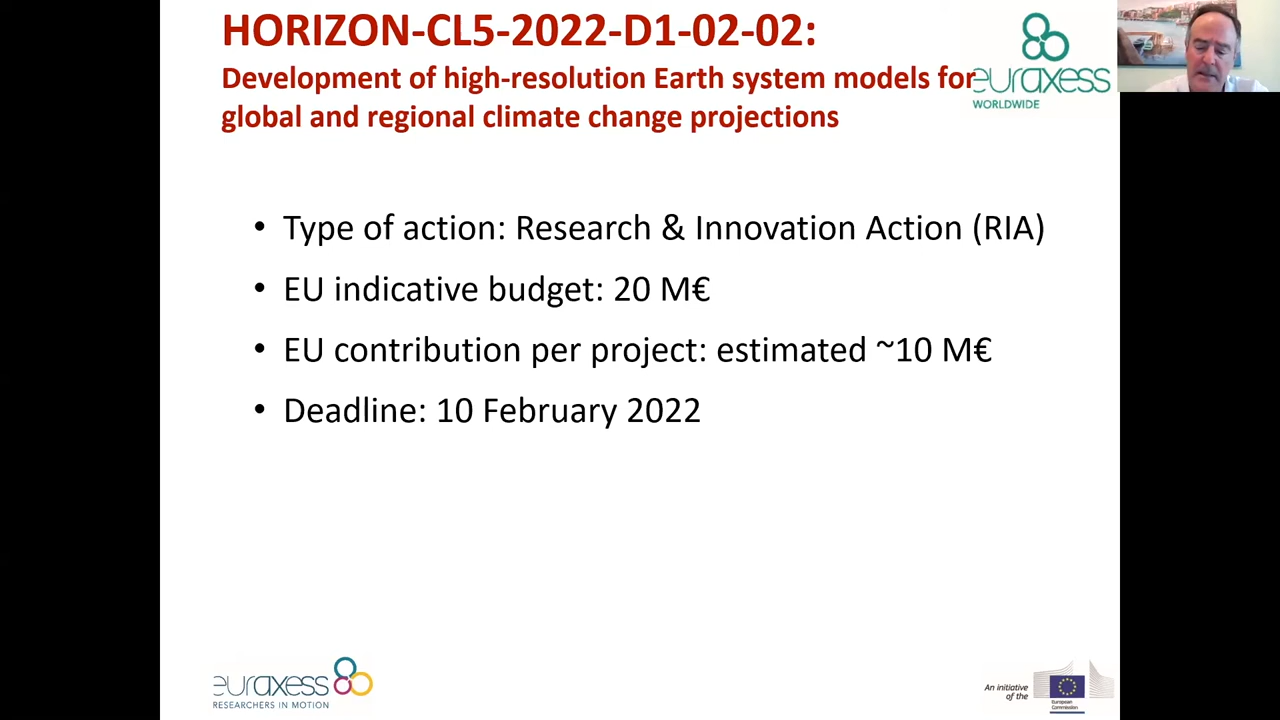 HORIZON-CL5-2022-D1-02-02:
Development of high-resolution Earth system models for
global and regional climate change projections
euraxess
WORLDWIDE
• Type of action: Research & Innovation Action (RIA)
• EU indicative budget: 20 M€
• EU contribution per project: estimated ~10 M€
• Deadline: 10 February 2022
euraxess
RESEARCHERS IN MOTION
An initiative
of the
European
Commission